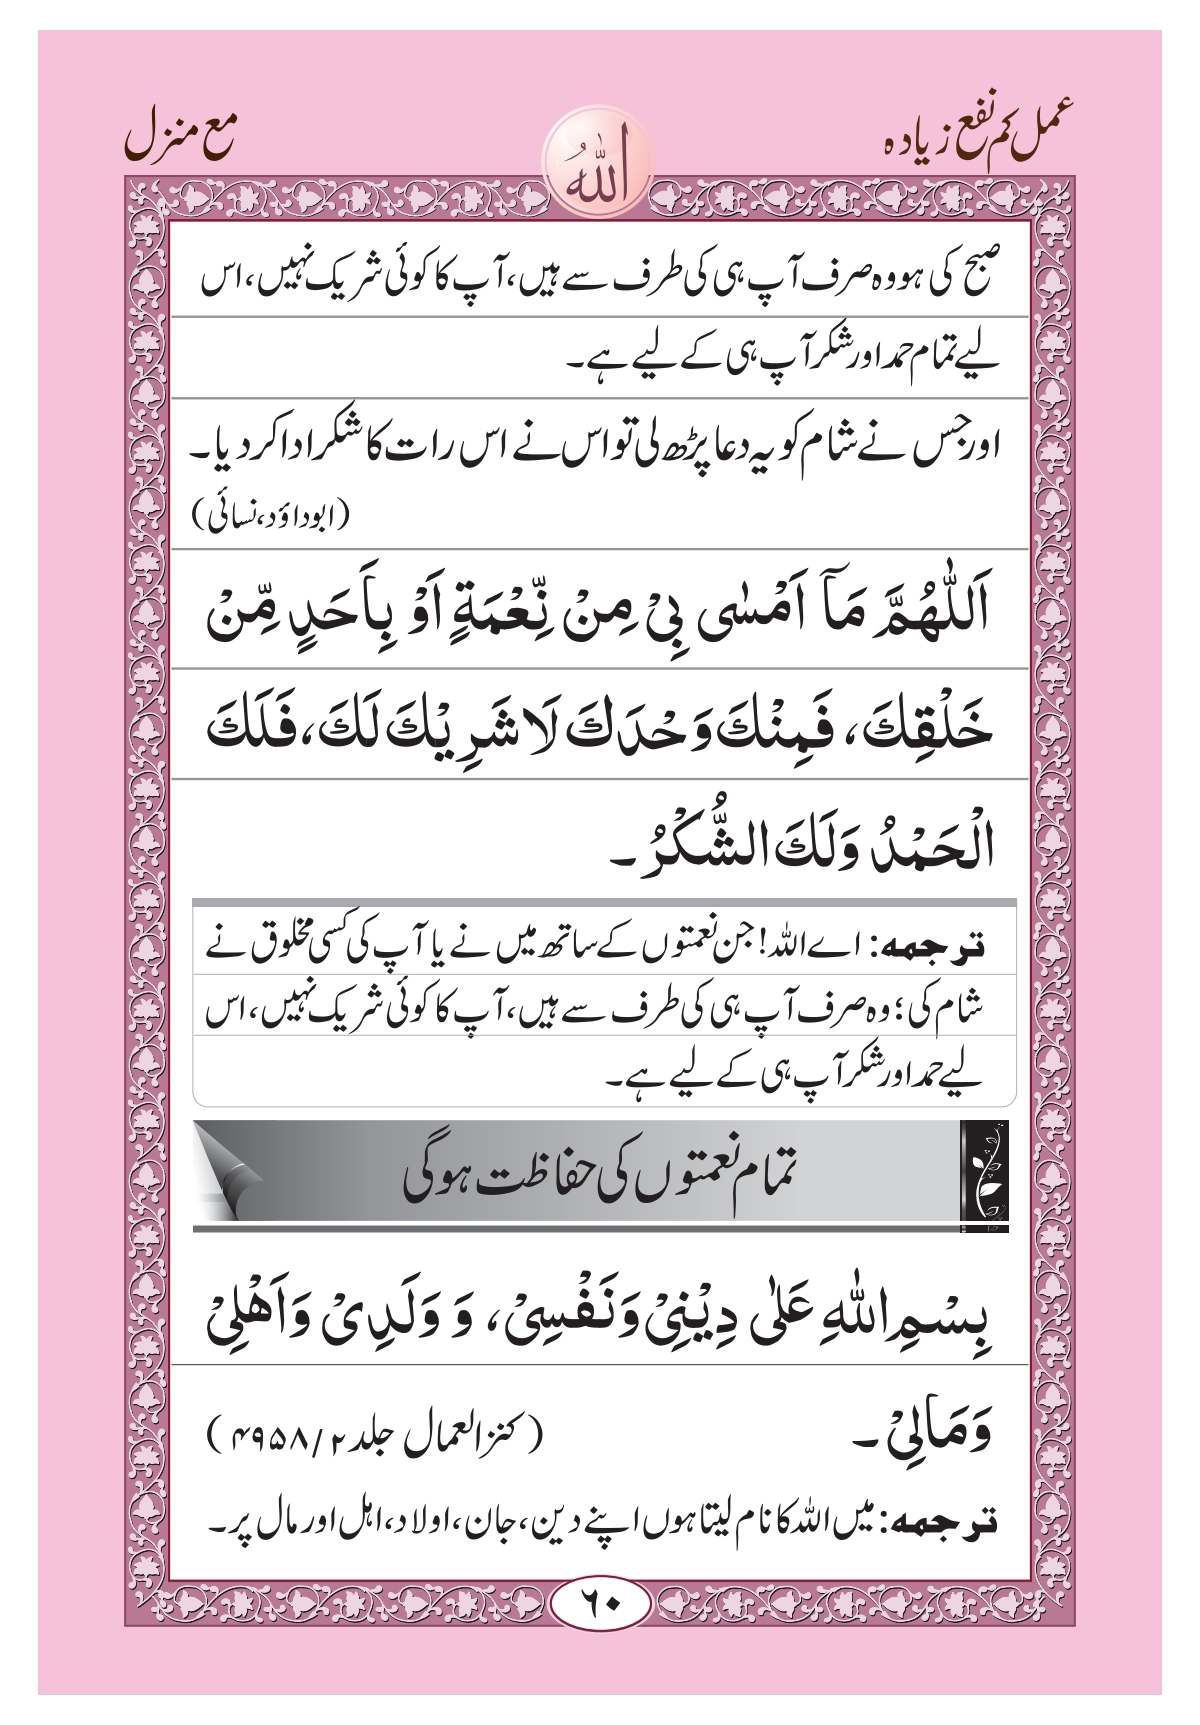 عمل کم نفع زیادہ
مع منزل
اللهُ
صبح کی ہو وہ صرف آپ ہی کی طرف سے ہیں، آپ کا کوئی شریک نہیں، اس
لیے تمام حمد اور شکر آپ ہی کے لیے ہے۔
اور جس نے شام کو یہ دعا پڑھ لی تو اس نے اس رات کا شکر ادا کر دیا۔
(ابوداؤد، نسائی)
اَللّٰهُمَّ مَآ اَمْسٰی بِیْ مِنْ نِّعْمَةٍ اَوْ بِاَحَدٍ مِّنْ
خَلْقِكَ، فَمِنْكَ وَحْدَكَ لَا شَرِیْكَ لَكَ، فَلَكَ
الْحَمْدُ وَلَكَ الشُّكْرُ ۔
ترجمہ: اے اللہ! جن نعمتوں کے ساتھ میں نے یا آپ کی کسی مخلوق نے
شام کی؛ وہ صرف آپ ہی کی طرف سے ہیں، آپ کا کوئی شریک نہیں، اس
لیے حمد اور شکر آپ ہی کے لیے ہے۔
تمام نعمتوں کی حفاظت ہوگی
بِسْمِ اللهِ عَلٰی دِیْنِیْ وَنَفْسِیْ، وَ وَلَدِیْ وَاَهْلِیْ
وَمَالِیْ ۔ (کنز العمال جلد ۲/۴۹۵۸)
ترجمہ: میں اللہ کا نام لیتا ہوں اپنے دین، جان، اولاد، اہل اور مال پر۔
٦٠